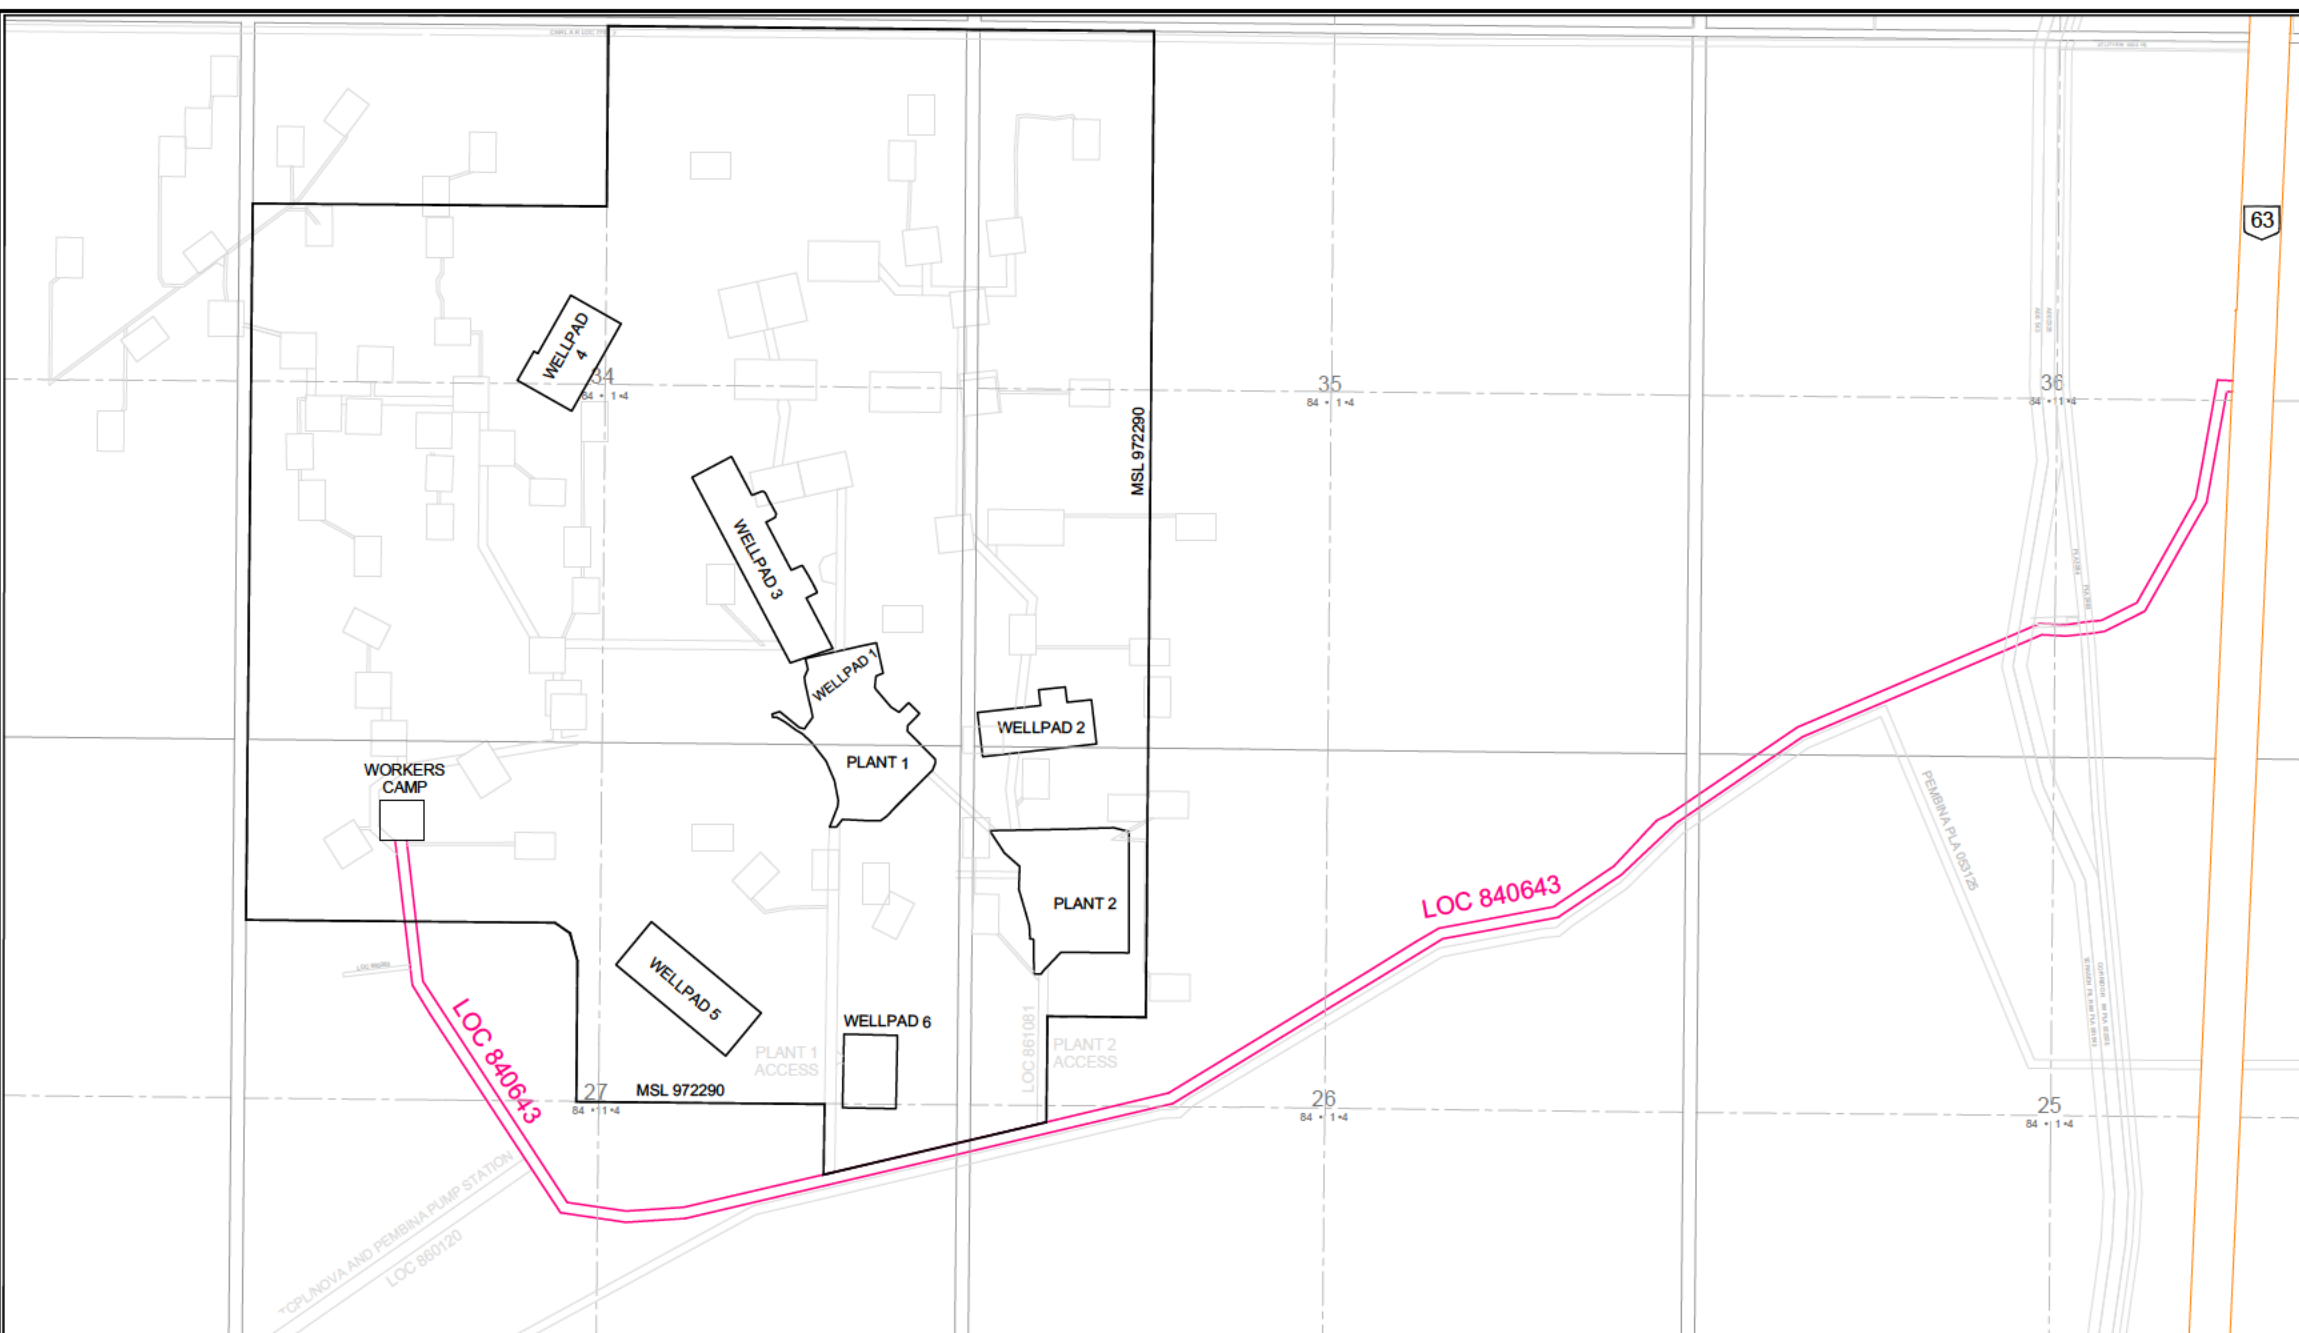 63
WELLPAD
4
34
84 • 1 •4
35
84 • 1 •4
36
84 •11•4
MSL 972290
WELLPAD 3
WELLPAD 1
WELLPAD 2
PLANT 1
WORKERS
CAMP
PEMBINA PLA 053125
LOC 840643
PLANT 2
WELLPAD 5
LOC 840643
WELLPAD 6
PLANT 1
ACCESS
LOC 861081
PLANT 2
ACCESS
27
84 •11•4
MSL 972290
26
84 • 1 •4
25
84 • 1 •4
TCPL/NOVA AND PEMBINA PUMP STATION
LOC 860120